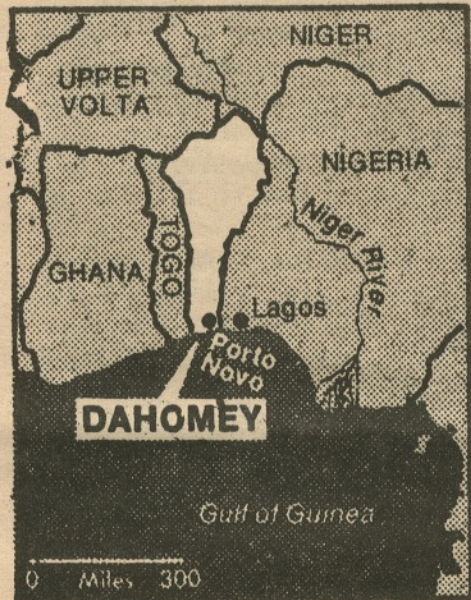 NIGER
UPPER
VOLTA
NIGERIA
Niger River
TOGO
GHANA
Lagos
Porto
Novo
DAHOMEY
Gulf of Guinea
0 Miles 300